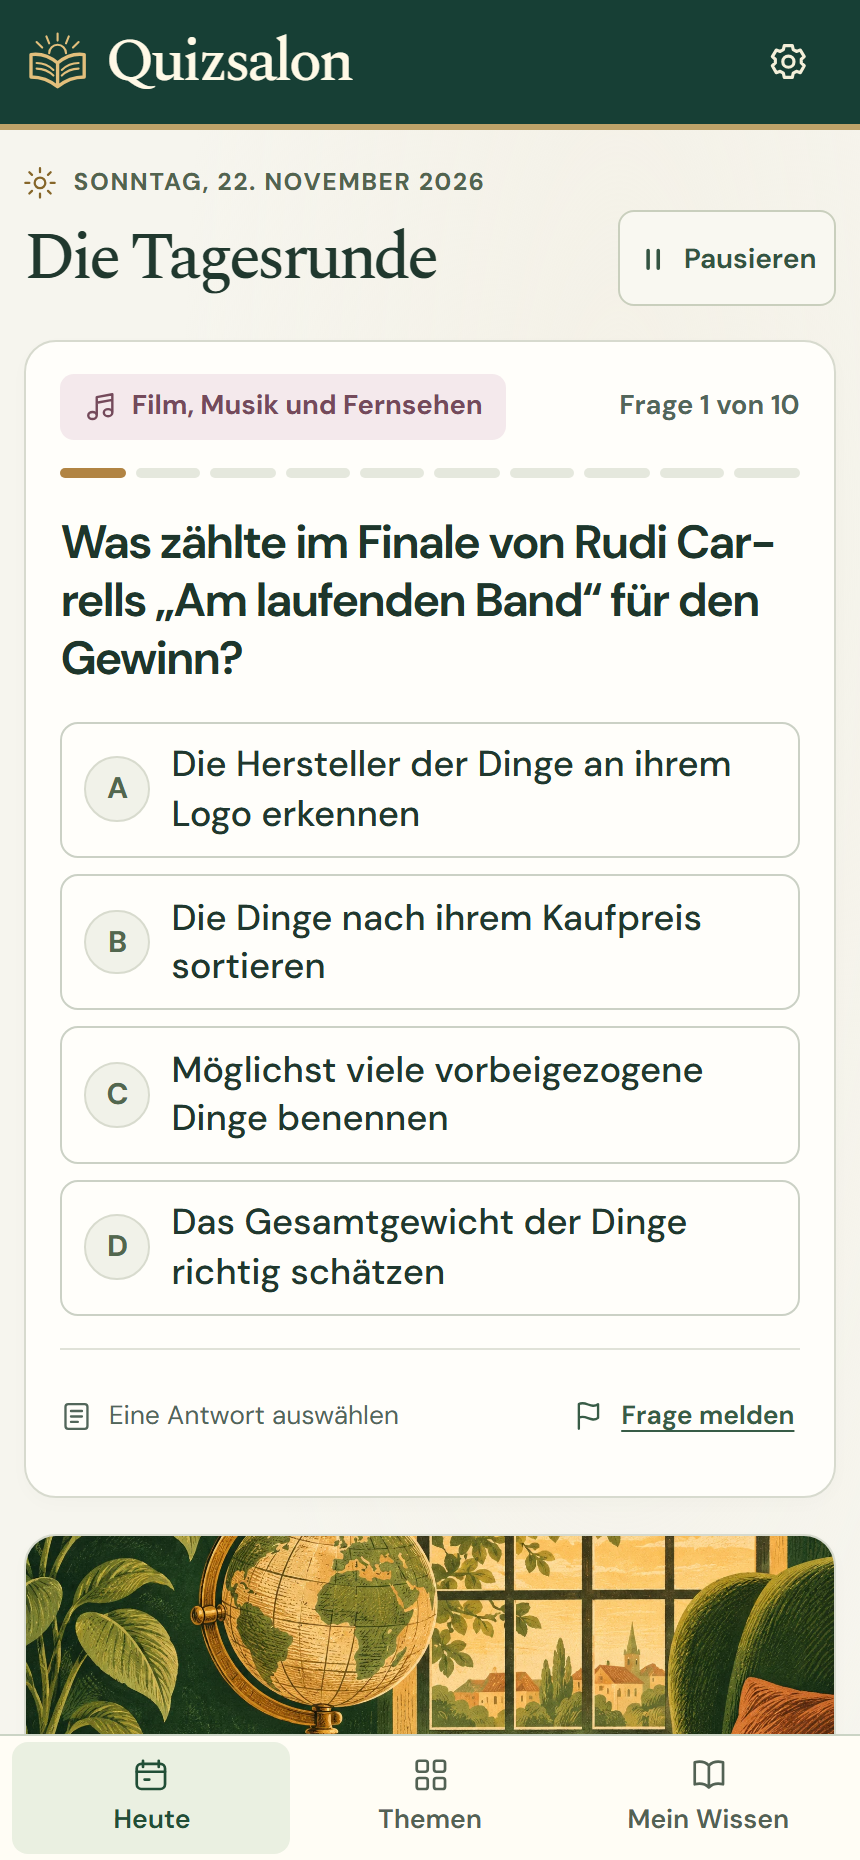 Quizsalon
SONNTAG, 22. NOVEMBER 2026
Die Tagesrunde
Pausieren
Film, Musik und Fernsehen
Frage 1 von 10
Was zählte im Finale von Rudi Car-
rells „Am laufenden Band“ für den
Gewinn?
A
Die Hersteller der Dinge an ihrem
Logo erkennen
B
Die Dinge nach ihrem Kaufpreis
sortieren
C
Möglichst viele vorbeigezogene
Dinge benennen
D
Das Gesamtgewicht der Dinge
richtig schätzen
Eine Antwort auswählen
Frage melden
Heute
Themen
Mein Wissen